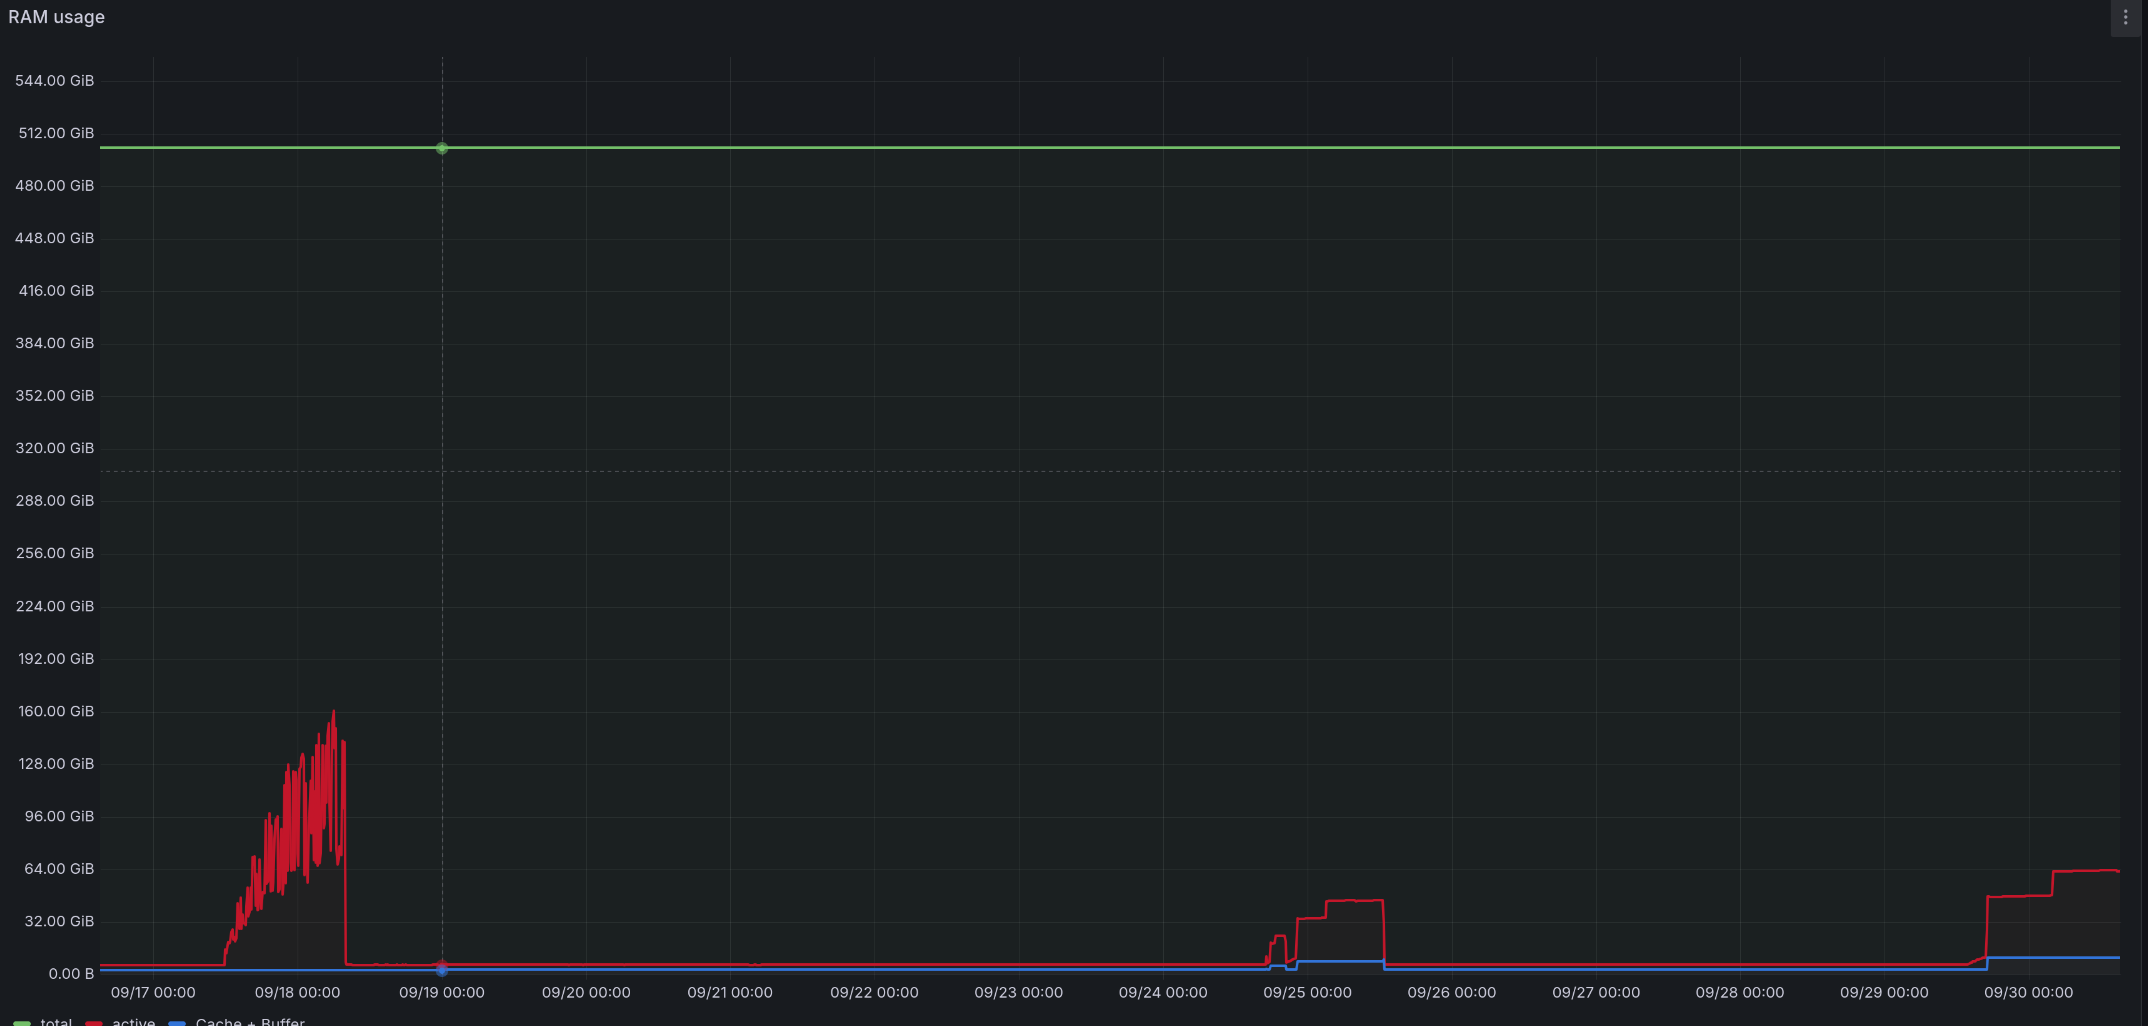 RAM usage
544.00 GiB
512.00 GiB
480.00 GiB
448.00 GiB
416.00 GiB
384.00 GiB
352.00 GiB
320.00 GiB
288.00 GiB
256.00 GiB
224.00 GiB
192.00 GiB
160.00 GiB
128.00 GiB
96.00 GiB
64.00 GiB
32.00 GiB
0.00 B
09/17 00:00 09/18 00:00 09/19 00:00 09/20 00:00 09/21 00:00 09/22 00:00 09/23 00:00 09/24 00:00 09/25 00:00 09/26 00:00 09/27 00:00 09/28 00:00 09/29 00:00 09/30 00:00
total active Cache + Buffer